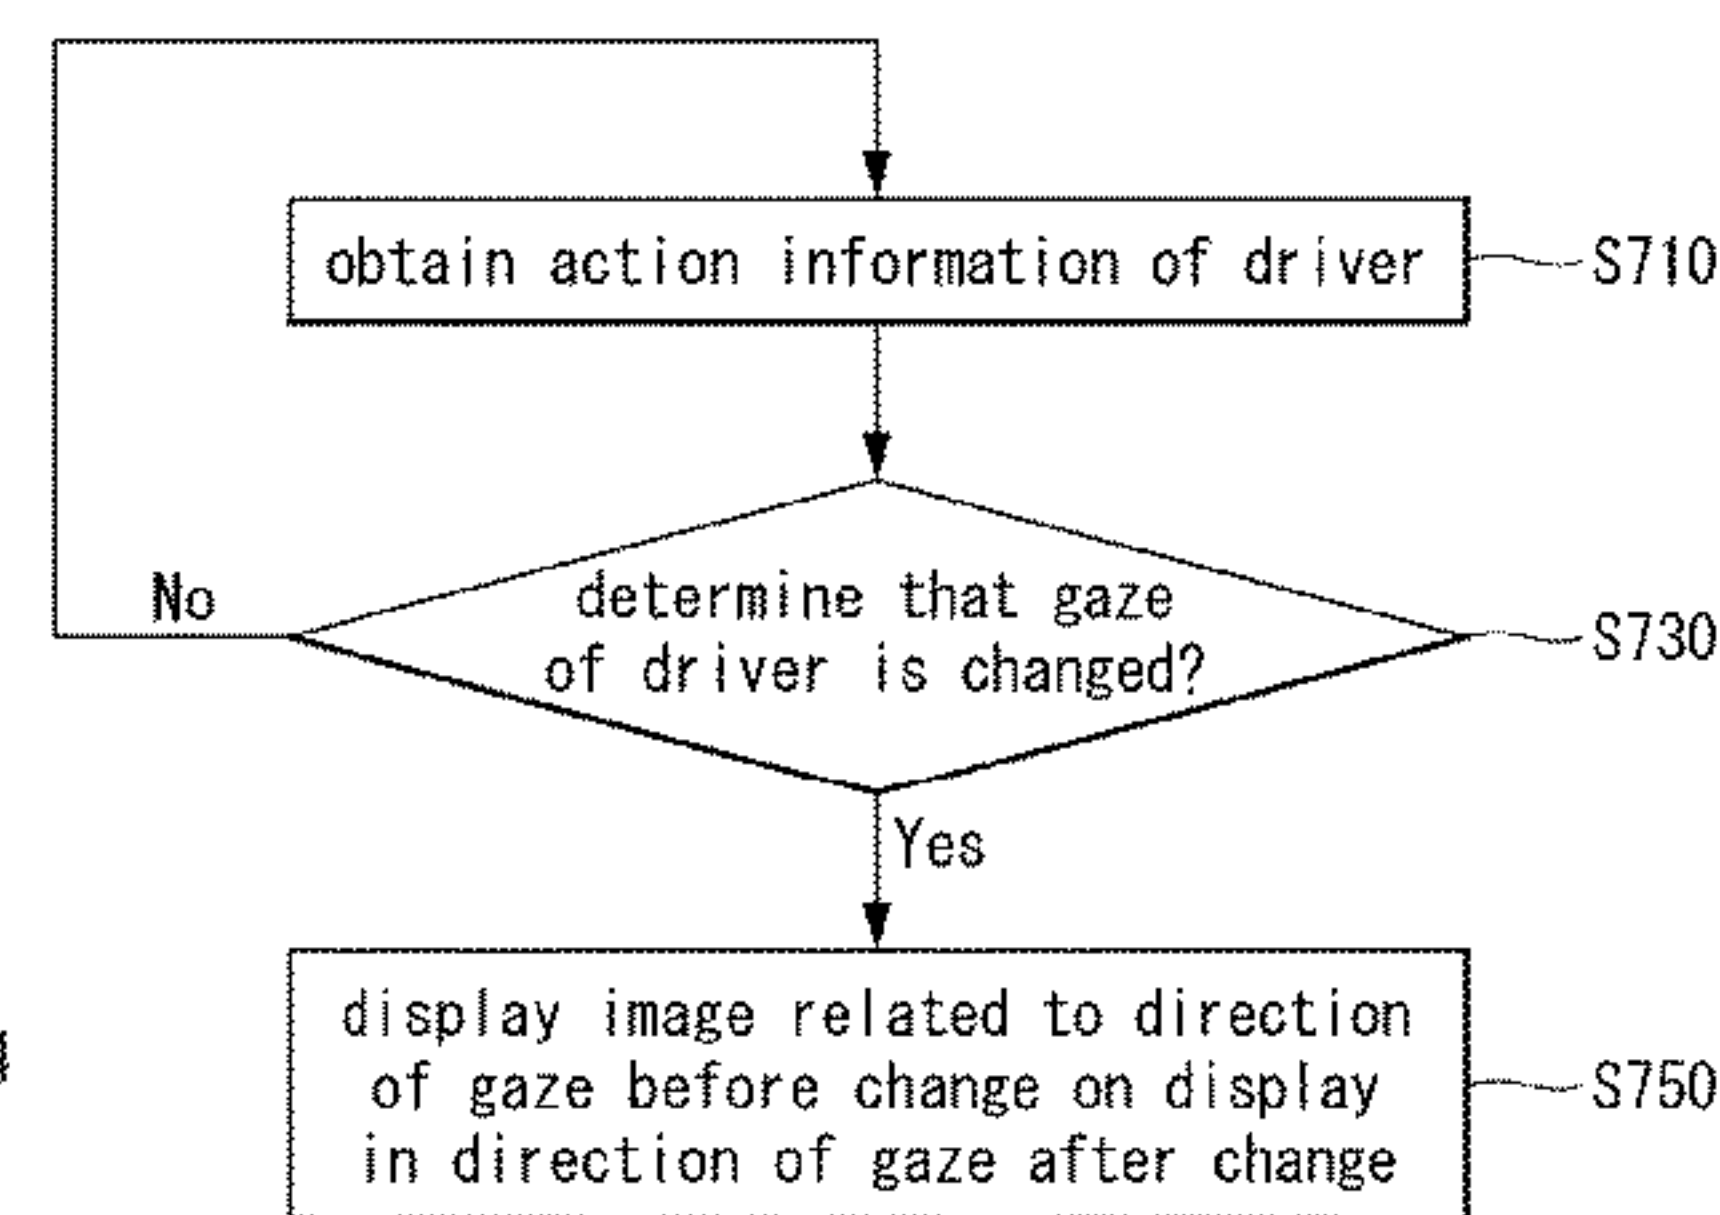 obtain action information of driver
S710
determine that gaze
of driver is changed?
S730
No
Yes
display image related to direction
of gaze before change on display
in direction of gaze after change
S750